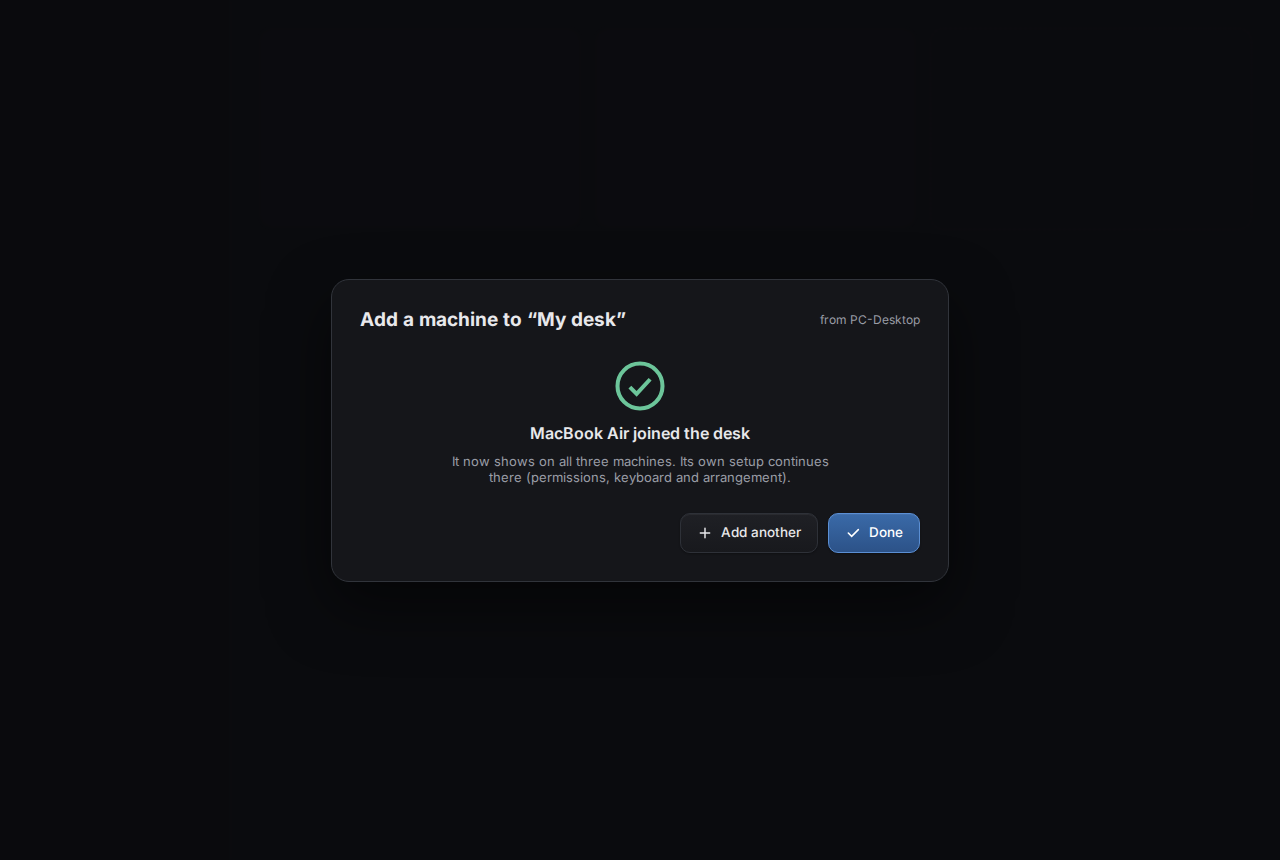 Add a machine to “My desk”
from PC-Desktop
MacBook Air joined the desk
It now shows on all three machines. Its own setup continues
there (permissions, keyboard and arrangement).
Add another
Done